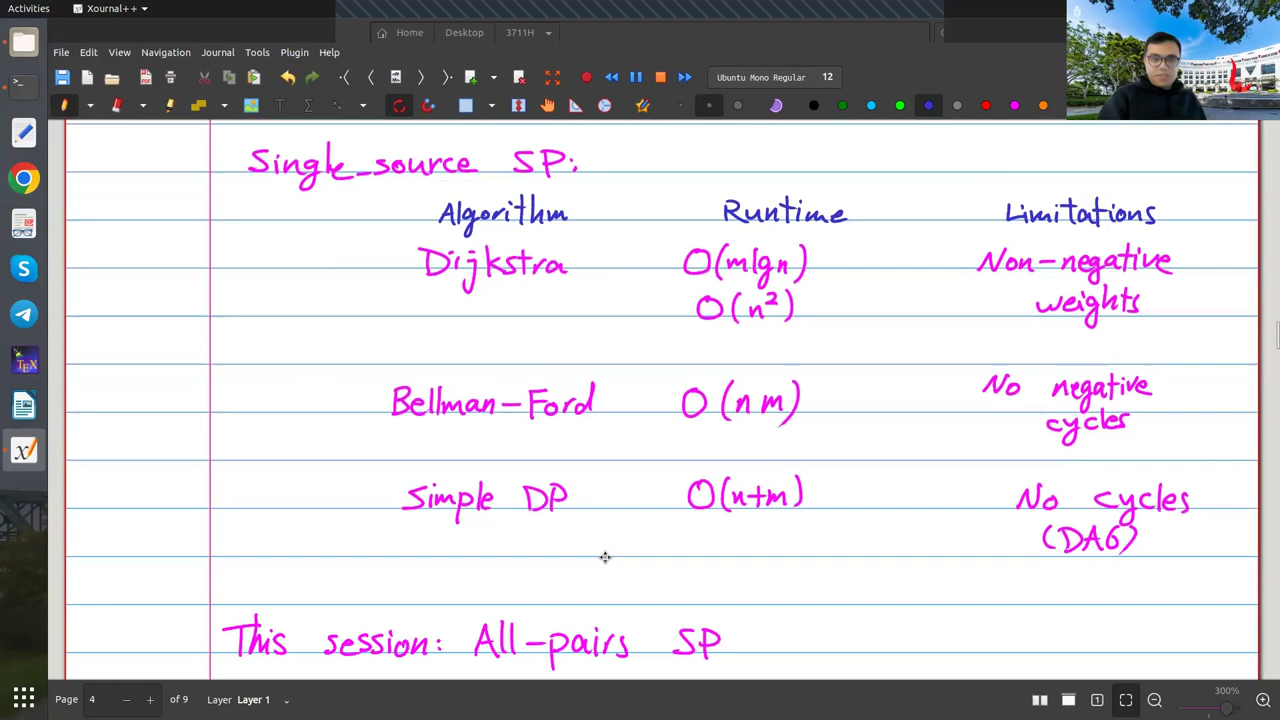 Activities Xournal++
Home Desktop 3711H
File Edit View Navigation Journal Tools Plugin Help
Ubuntu Mono Regular 12
Single-source SP:
Algorithm Runtime Limitations
Dijkstra O(m lg n) Non-negative
O(n²) weights
Bellman-Ford O(nm) No negative
cycles
Simple DP O(n+m) No cycles
(DAG)
This session: All-pairs SP
Page 4 of 9 Layer Layer 1 300%